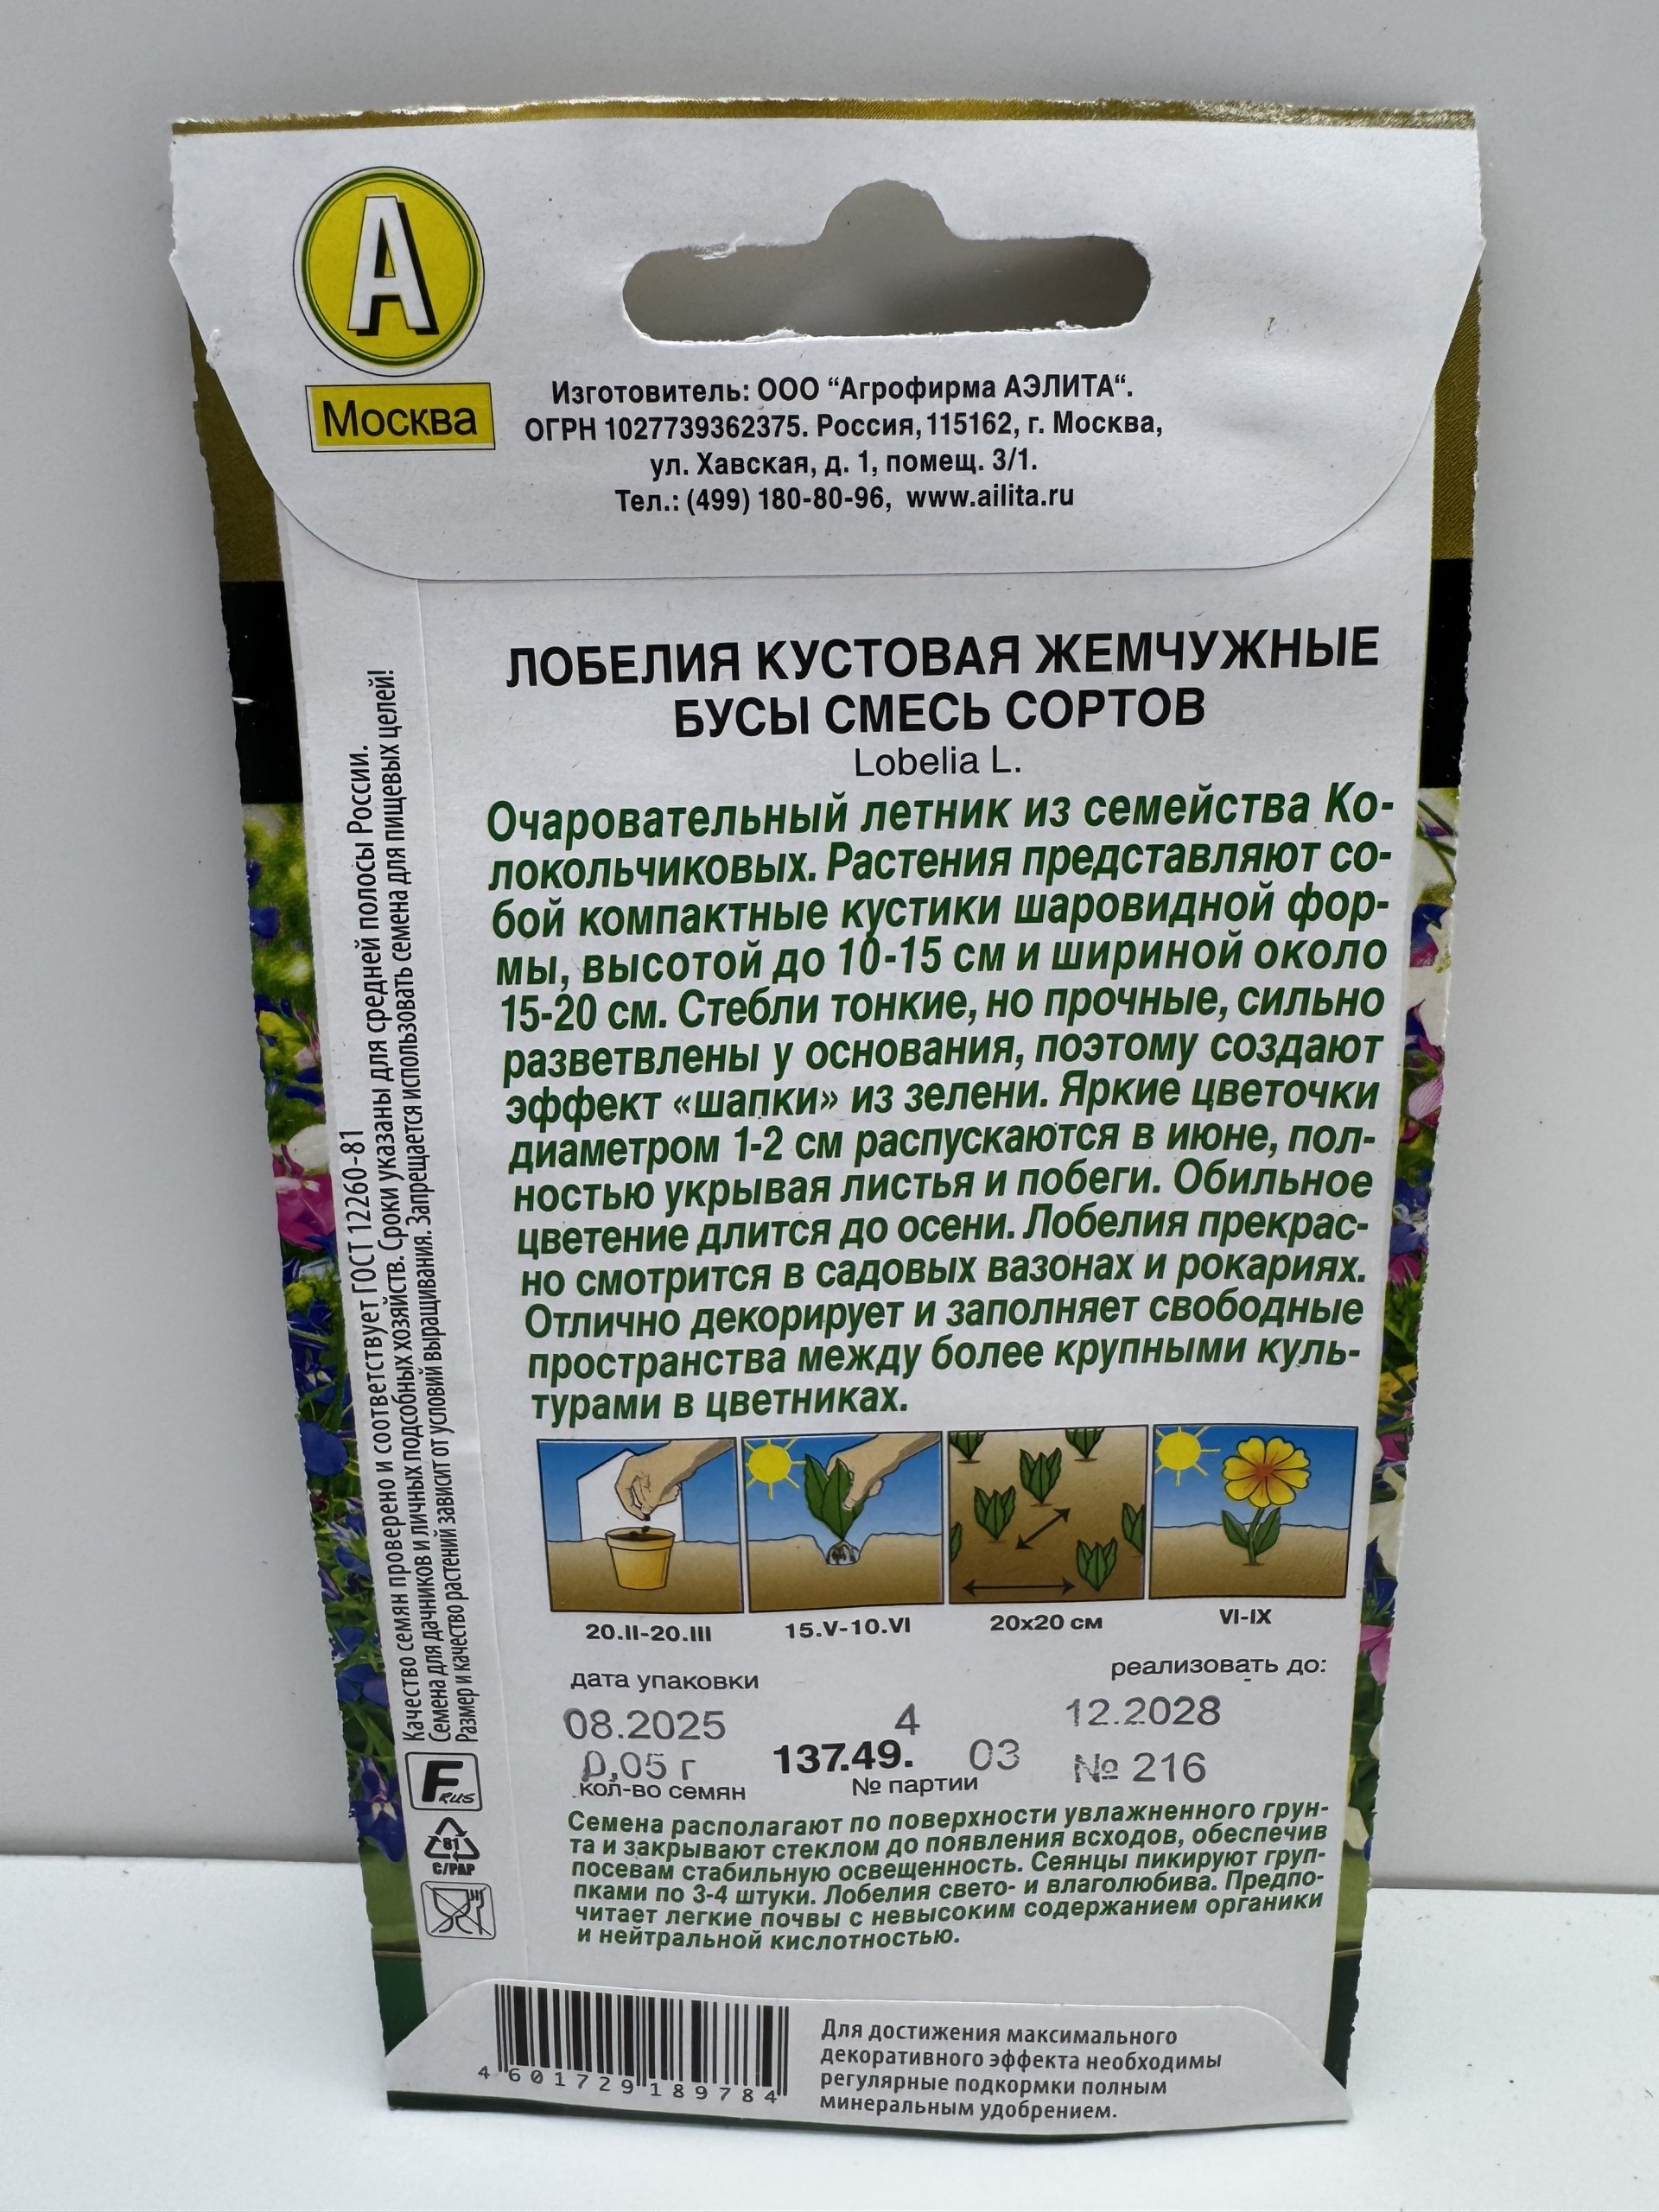 А
Москва
Изготовитель: ООО “Агрофирма АЭЛИТА“.
ОГРН 1027739362375. Россия, 115162, г. Москва,
ул. Хавская, д. 1, помещ. 3/1.
Тел.: (499) 180-80-96, www.ailita.ru
ЛОБЕЛИЯ КУСТОВАЯ ЖЕМЧУЖНЫЕ
БУСЫ СМЕСЬ СОРТОВ
Lobelia L.
Очаровательный летник из семейства Ко-
локольчиковых. Растения представляют со-
бой компактные кустики шаровидной фор-
мы, высотой до 10-15 см и шириной около
15-20 см. Стебли тонкие, но прочные, сильно
разветвлены у основания, поэтому создают
эффект «шапки» из зелени. Яркие цветочки
диаметром 1-2 см распускаются в июне, пол-
ностью укрывая листья и побеги. Обильное
цветение длится до осени. Лобелия прекрас-
но смотрится в садовых вазонах и рокариях.
Отлично декорирует и заполняет свободные
пространства между более крупными куль-
турами в цветниках.
20.II-20.III
15.V-10.VI
20х20 см
VI-IX
дата упаковки
реализовать до:
08.2025
4
12.2028
0,05 г
137.49.
03
№ 216
кол-во семян
№ партии
Семена располагают по поверхности увлажненного грун-
та и закрывают стеклом до появления всходов, обеспечив
посевам стабильную освещенность. Сеянцы пикируют груп-
пками по 3-4 штуки. Лобелия свето- и влаголюбива. Предпо-
читает легкие почвы с невысоким содержанием органики
и нейтральной кислотностью.
Качество семян проверено и соответствует ГОСТ 12260-81
Семена для дачников и личных подсобных хозяйств. Сроки указаны для средней полосы России.
Размер и качество растений зависит от условий выращивания. Запрещается использовать семена для пищевых целей!
F RUS
81
C/PAP
4 601729 189784
Для достижения максимального
декоративного эффекта необходимы
регулярные подкормки полным
минеральным удобрением.